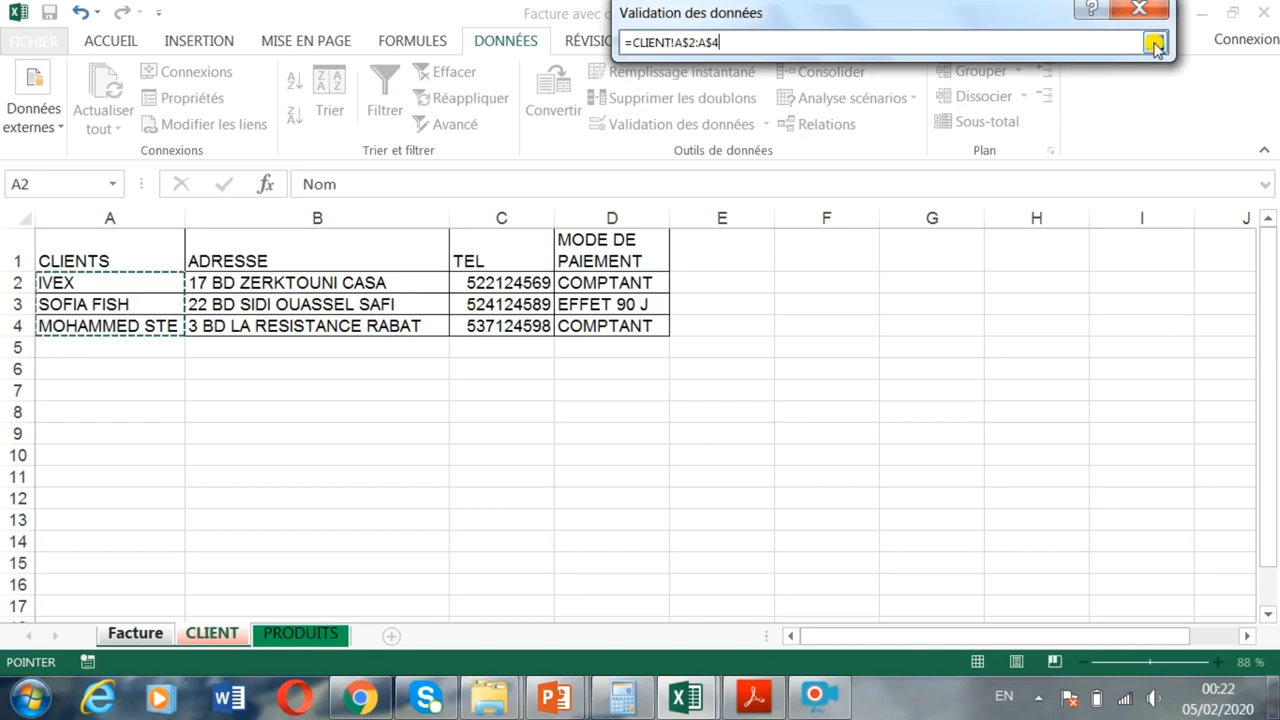 Facture avec
Validation des données
=CLIENT!A$2:A$4
FICHIER ACCUEIL INSERTION MISE EN PAGE FORMULES DONNÉES RÉVISI Connexion
Données externes
Actualiser tout
Connexions
Propriétés
Modifier les liens
Connexions
Trier
Filtrer
Effacer
Réappliquer
Avancé
Trier et filtrer
Convertir
Remplissage instantané
Supprimer les doublons
Validation des données
Consolider
Analyse scénarios
Relations
Outils de données
Grouper
Dissocier
Sous-total
Plan
A2 fx Nom
A B C D E F G H I J
1 CLIENTS ADRESSE TEL MODE DE PAIEMENT
2 IVEX 17 BD ZERKTOUNI CASA 522124569 COMPTANT
3 SOFIA FISH 22 BD SIDI OUASSEL SAFI 524124589 EFFET 90 J
4 MOHAMMED STE 3 BD LA RESISTANCE RABAT 537124598 COMPTANT
5
6
7
8
9
10
11
12
13
14
15
16
17
Facture CLIENT PRODUITS
POINTER 88 %
EN 00:22
05/02/2020